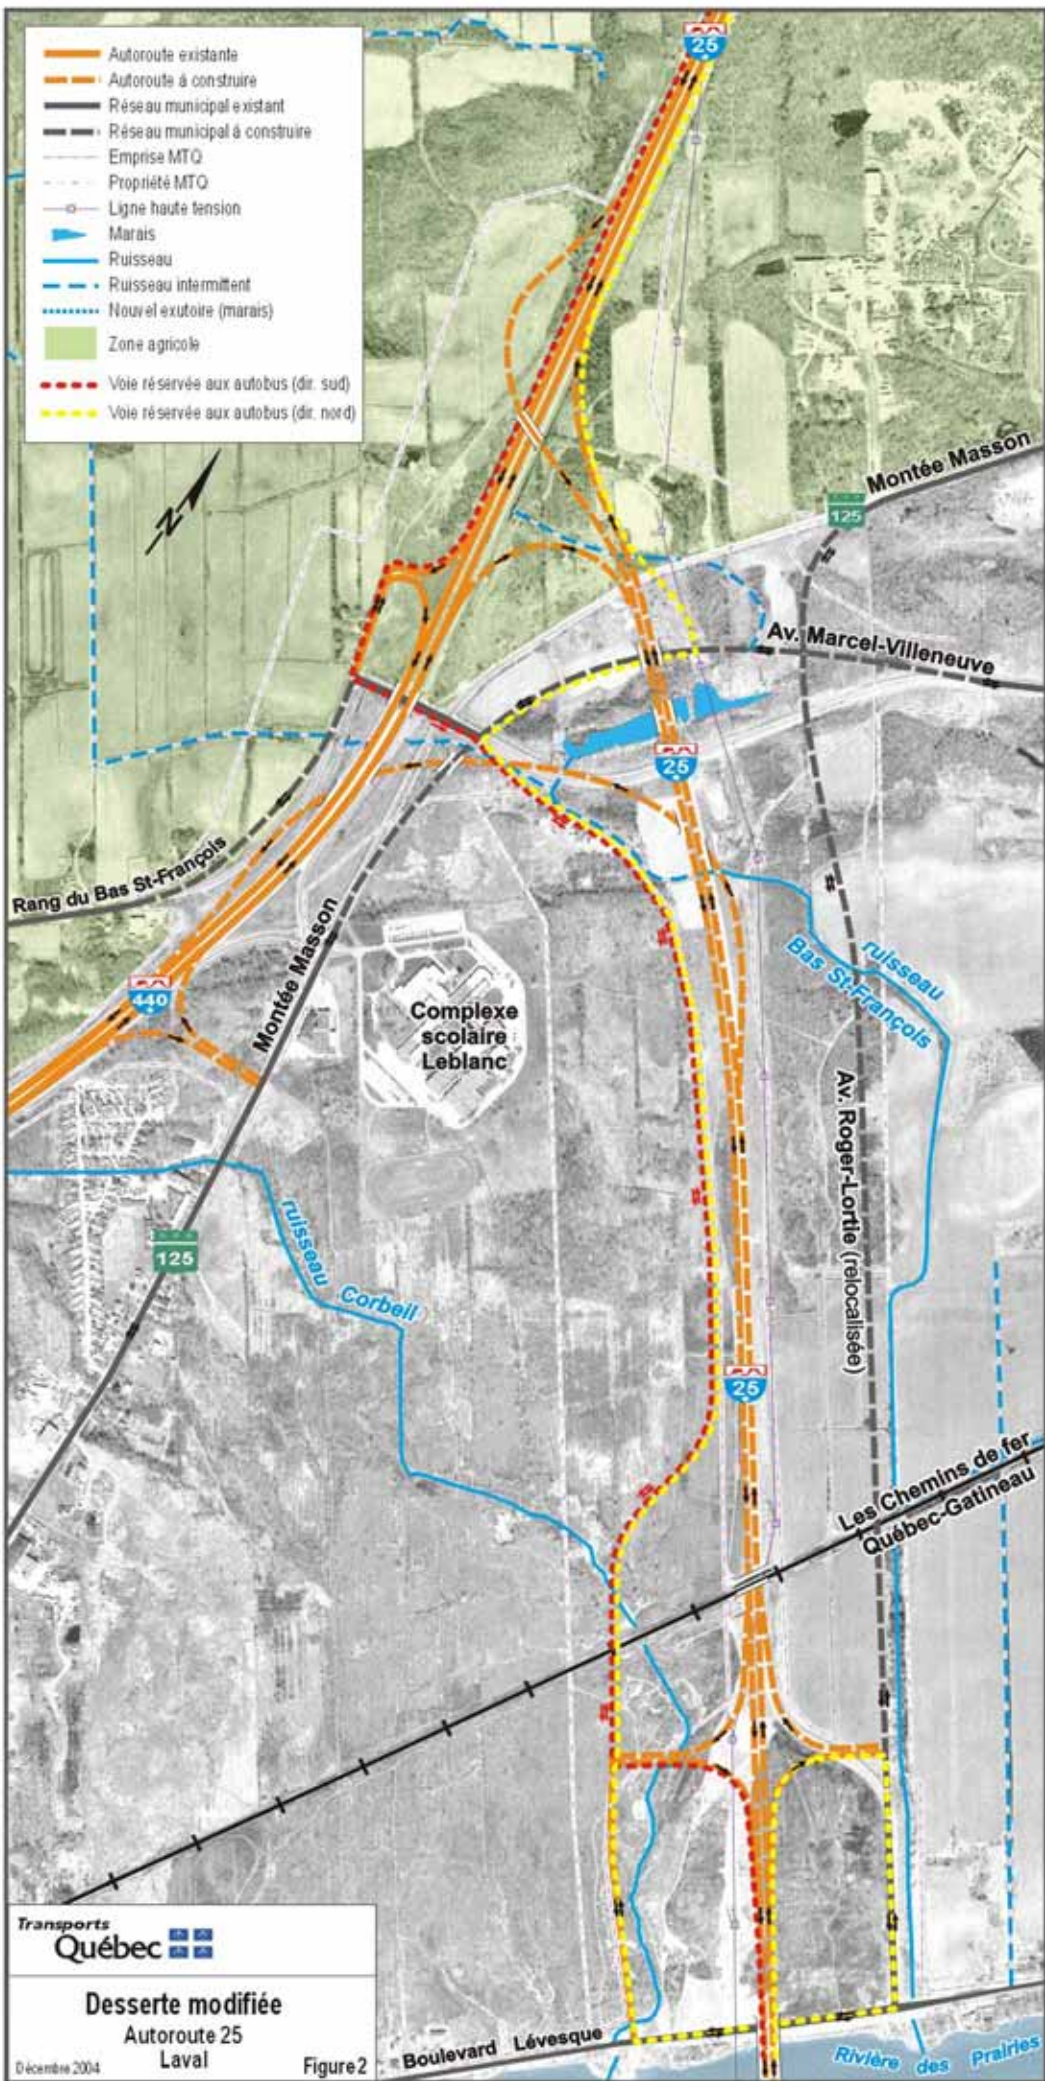 25
Autoroute existante
Autoroute à construire
Réseau municipal existant
Réseau municipal à construire
Emprise MTQ
Propriété MTQ
Ligne haute tension
Marais
Ruisseau
Ruisseau intermittent
Nouvel exutoire (marais)
Zone agricole
Voie réservée aux autobus (dir. sud)
Voie réservée aux autobus (dir. nord)
N
Montée Masson
125
Av. Marcel-Villeneuve
25
Rang du Bas St-François
440
Montée Masson
Complexe
scolaire
Leblanc
ruisseau
Bas St-François
Av. Roger-Lortie (relocalisée)
ruisseau Corbeil
125
25
Les Chemins de fer
Québec-Gatineau
Transports
Québec
Desserte modifiée
Autoroute 25
Laval
Décembre 2004
Figure 2
Boulevard Lévesque
Rivière des Prairies